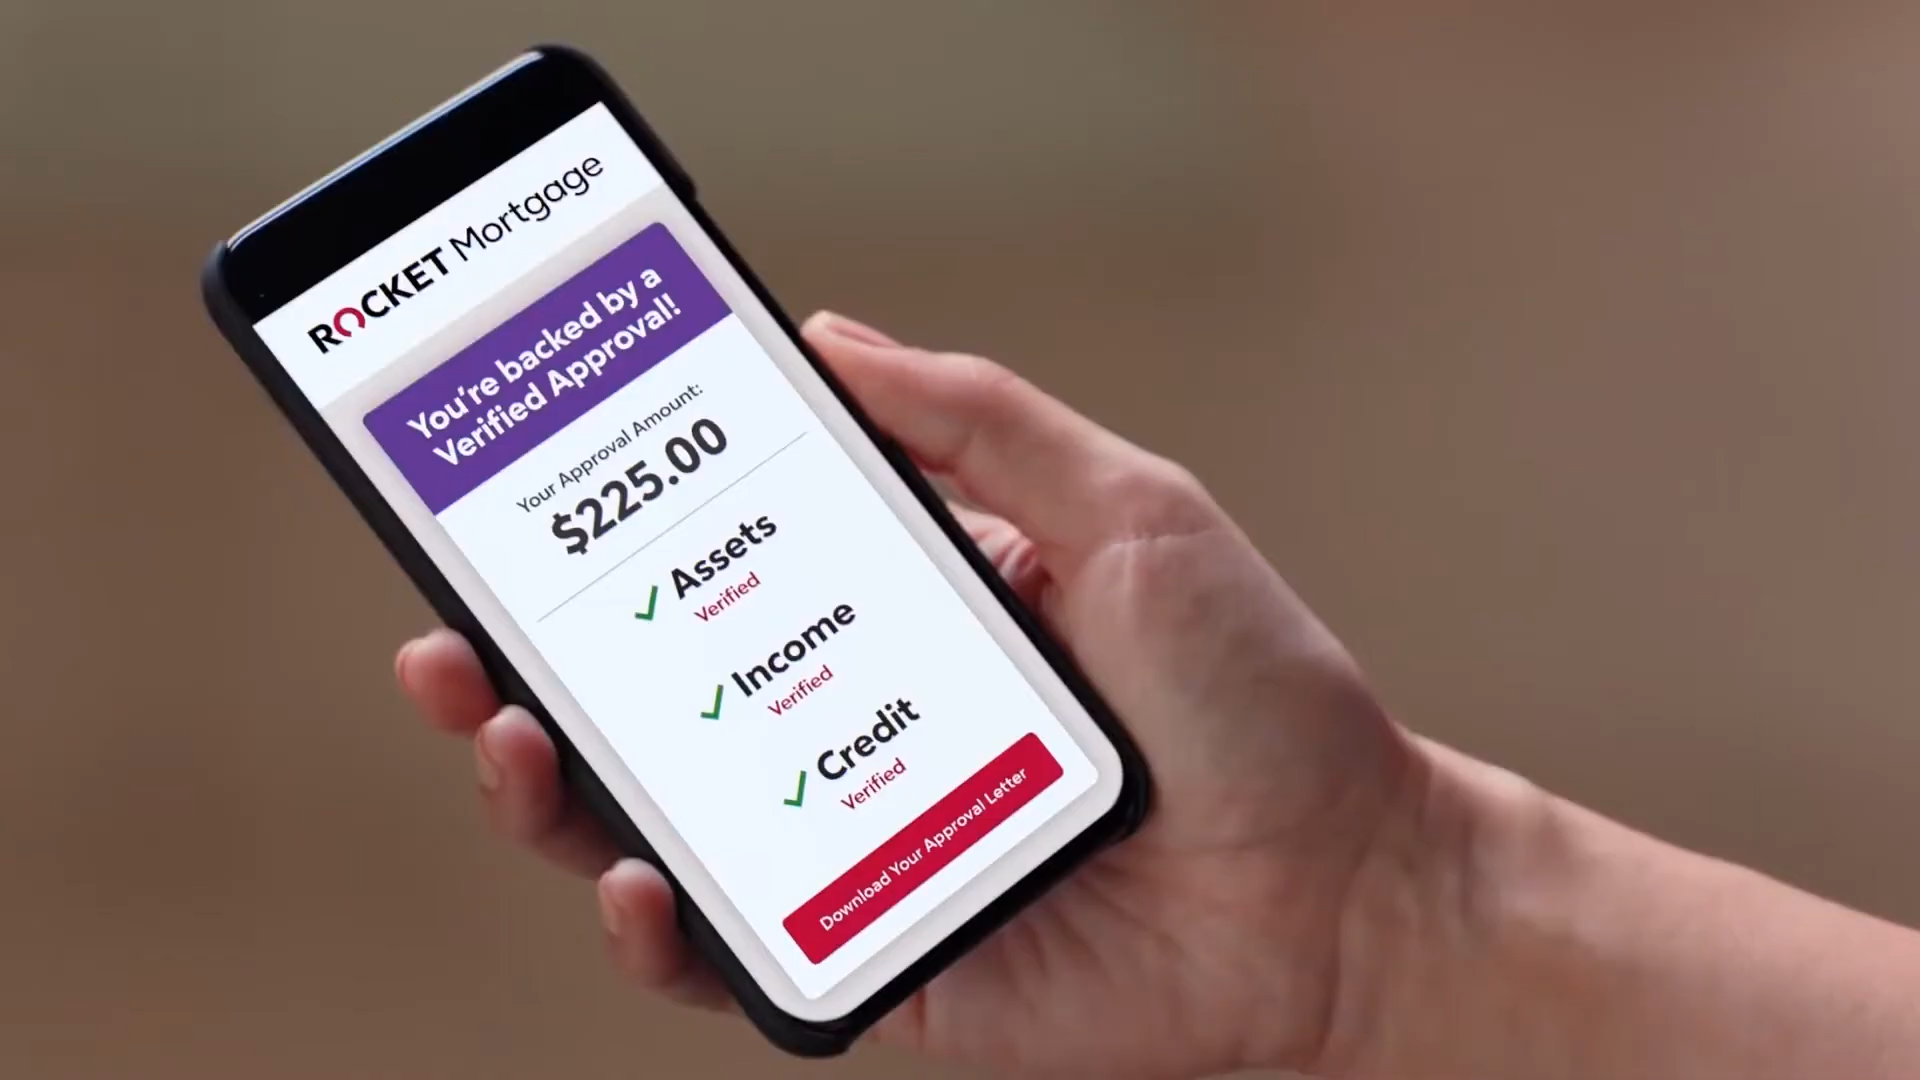 ROCKET Mortgage
You're backed by a
Verified Approval!
Your Approval Amount:
$225.00
Assets
Verified
Income
Verified
Credit
Verified
Download Your Approval Letter